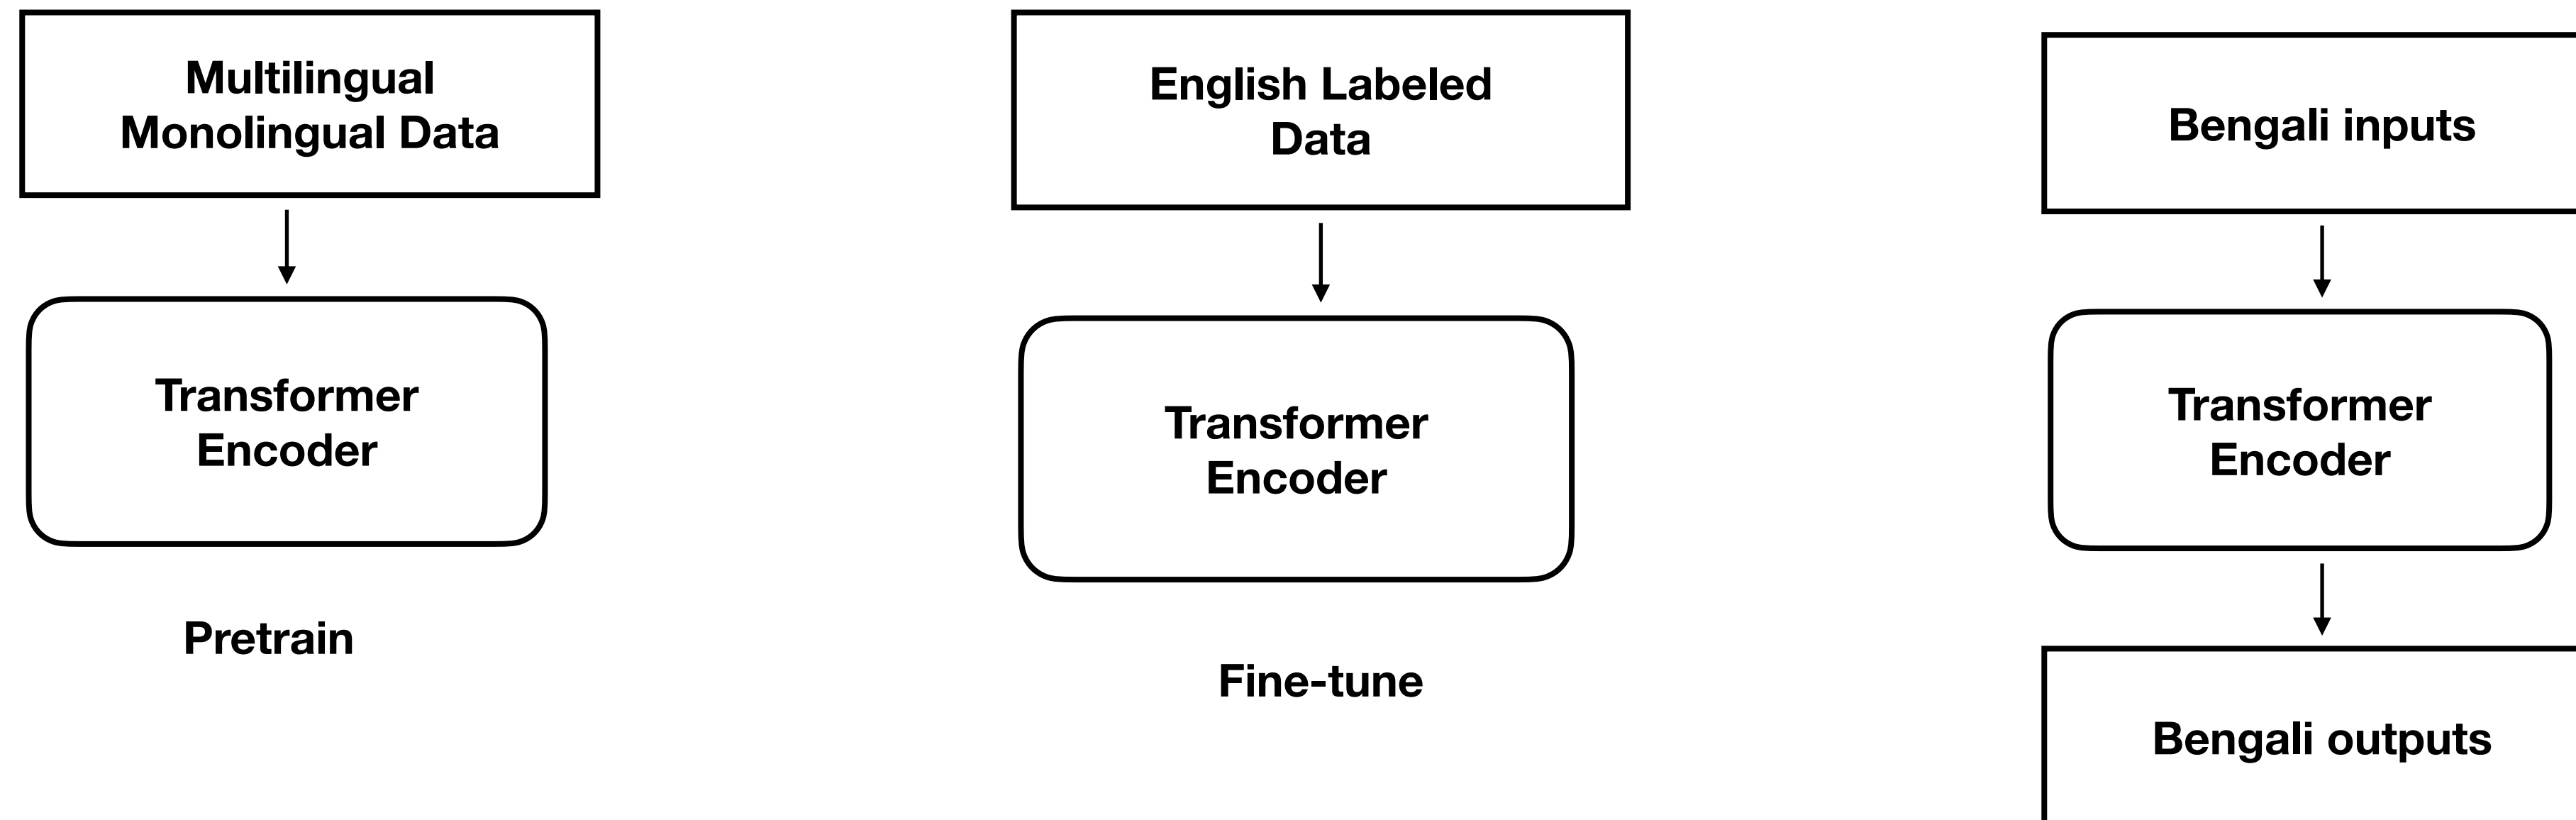 Multilingual
Monolingual Data
Transformer
Encoder
Pretrain
English Labeled
Data
Transformer
Encoder
Fine-tune
Bengali inputs
Transformer
Encoder
Bengali outputs